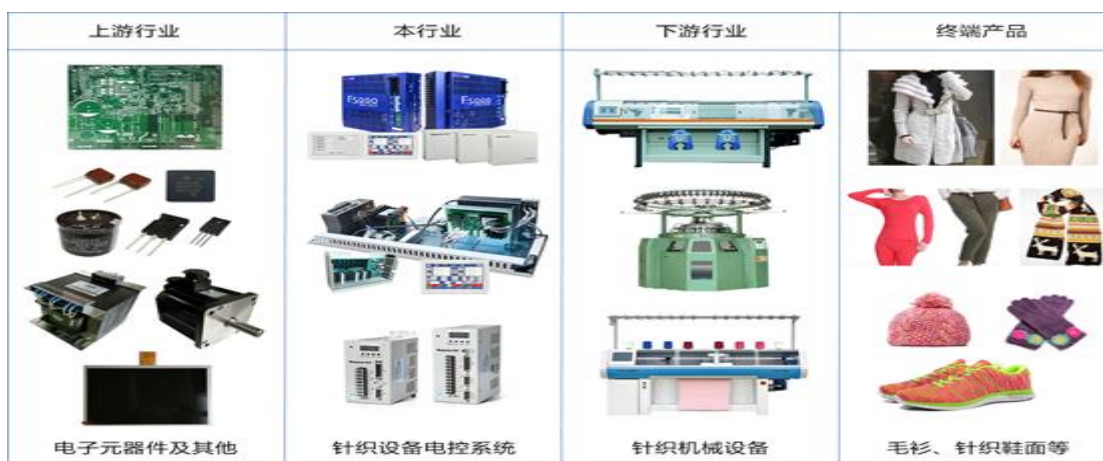 上游行业
本行业
下游行业
终端产品
F5000
F5000
电子元器件及其他
针织设备电控系统
针织机械设备
毛衫、针织鞋面等